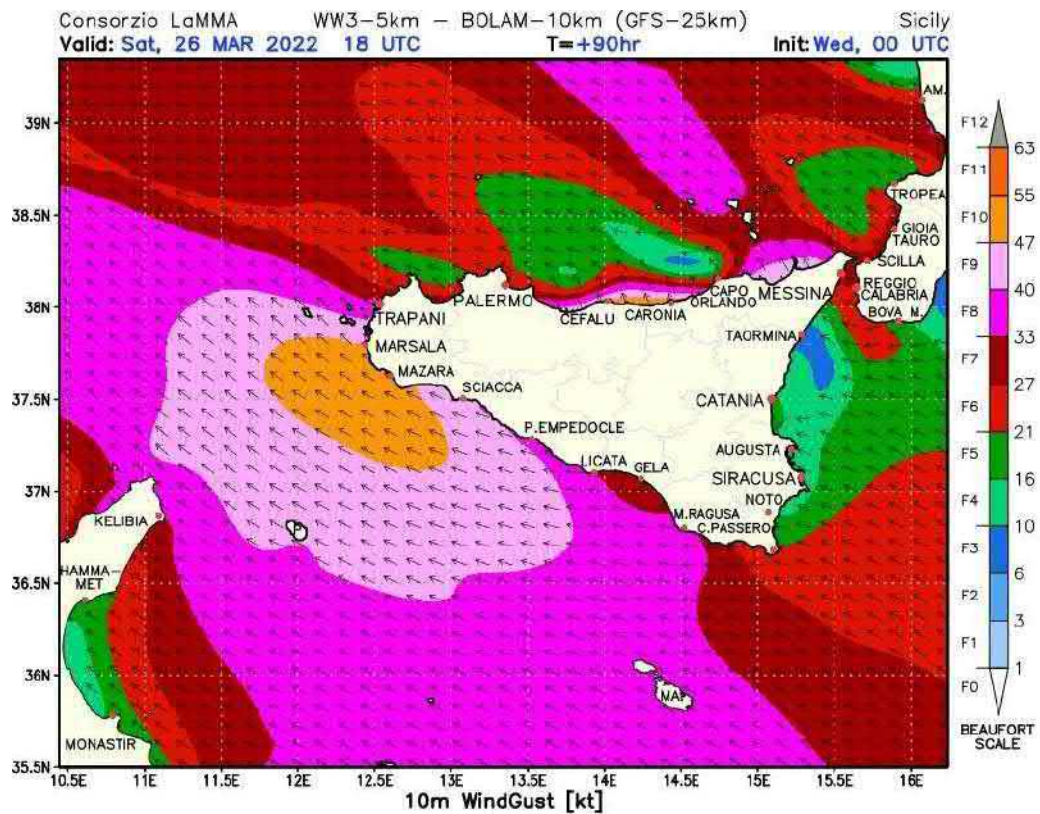 Consorzio LaMMA WW3-5km - BOLAM-10km (GFS-25km) Sicily
Valid: Sat, 26 MAR 2022 18 UTC T=+90hr Init: Wed, 00 UTC
AM.
39N
F12
63
F11
TROPEA
55
38.5N
F10
GIOIA
TAURO
47
SCILLA
F9
REGGIO
CALABRIA
BOVA M.
40
38N
PALERMO
CEFALU
CARONIA
CAPO
ORLANDO
MESSINA
F8
TRAPANI
TAORMINA
33
MARSALA
F7
MAZARA
27
37.5N
SCIACCA
CATANIA
F6
P.EMPEDOCLE
21
AUGUSTA
F5
LICATA
GELA
SIRACUSA
16
37N
NOTO
F4
KELIBIA
M.RAGUSA
C.PASSERO
10
F3
HAMMA-
MET
6
36.5N
F2
3
F1
36N
1
MAL
F0
MONASTIR
BEAUFORT
SCALE
35.5N
10.5E 11E 11.5E 12E 12.5E 13E 13.5E 14E 14.5E 15E 15.5E 16E
10m WindGust [kt]